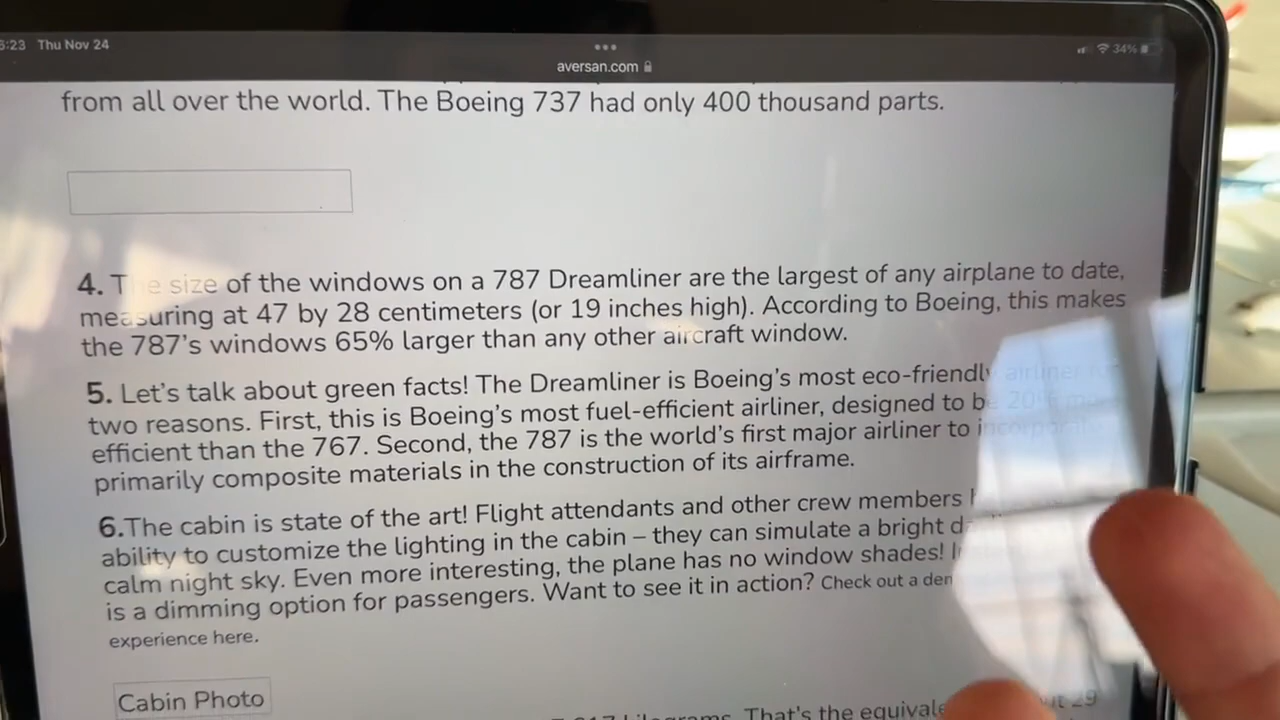 6:23 Thu Nov 24
aversan.com
34%
from all over the world. The Boeing 737 had only 400 thousand parts.
4. The size of the windows on a 787 Dreamliner are the largest of any airplane to date,
measuring at 47 by 28 centimeters (or 19 inches high). According to Boeing, this makes
the 787's windows 65% larger than any other aircraft window.
5. Let's talk about green facts! The Dreamliner is Boeing's most eco-friendly airliner for
two reasons. First, this is Boeing's most fuel-efficient airliner, designed to be 20% more
efficient than the 767. Second, the 787 is the world's first major airliner to incorporate
primarily composite materials in the construction of its airframe.
6.The cabin is state of the art! Flight attendants and other crew members
ability to customize the lighting in the cabin – they can simulate a bright
calm night sky. Even more interesting, the plane has no window shades!
is a dimming option for passengers. Want to see it in action? Check out a
experience here.
Cabin Photo
kilograms. That's the equivalent 29